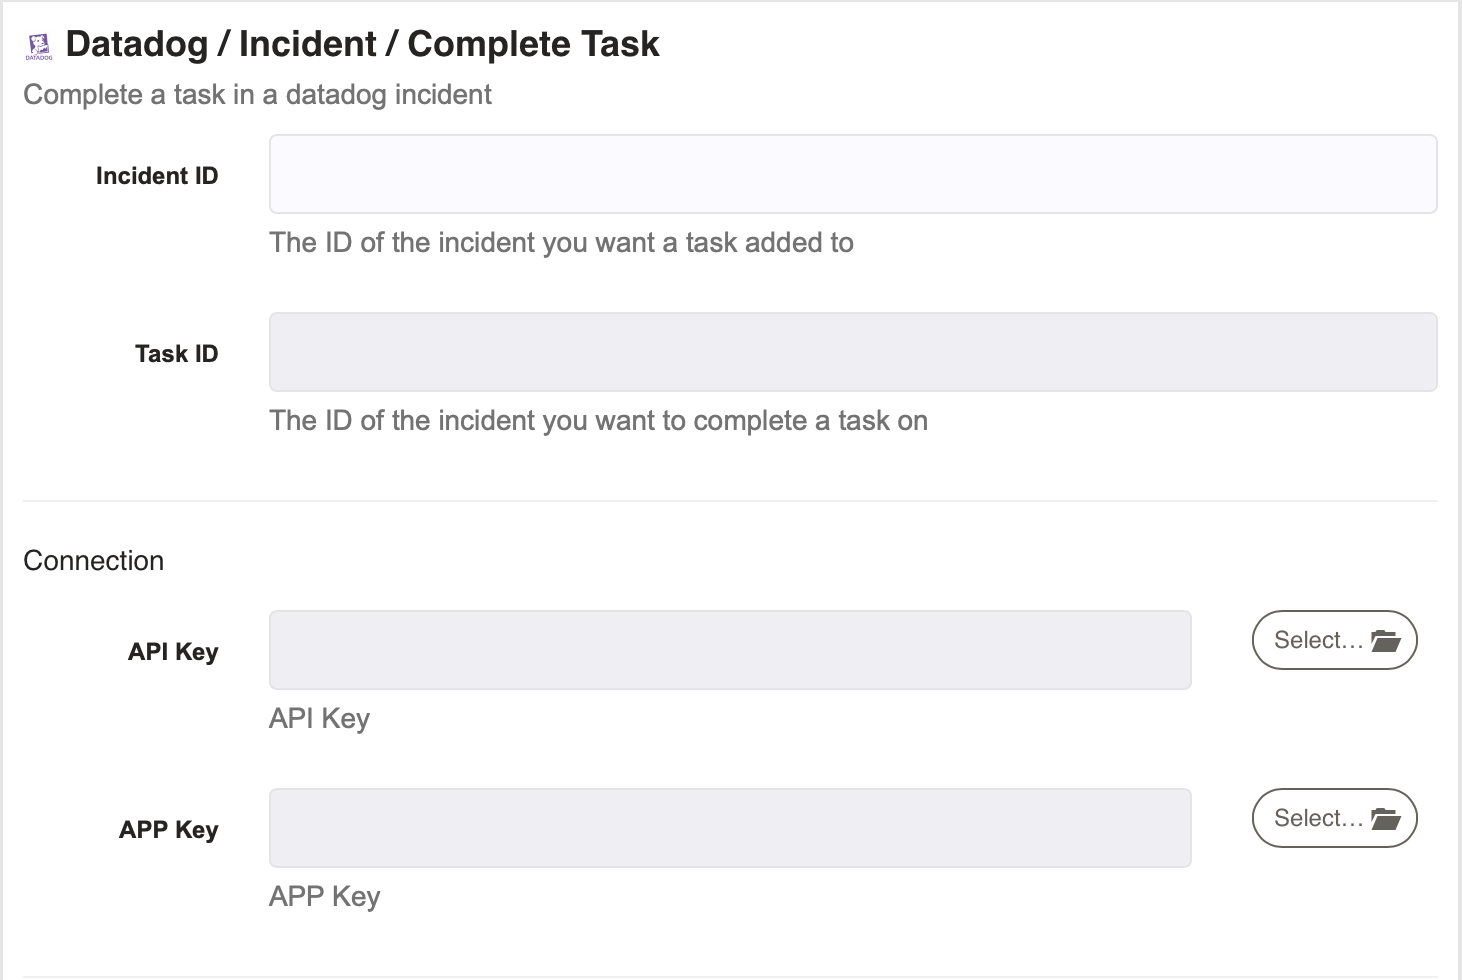 DATADOG
Datadog / Incident / Complete Task
Complete a task in a datadog incident
Incident ID
The ID of the incident you want a task added to
Task ID
The ID of the incident you want to complete a task on
Connection
API Key
Select...
API Key
APP Key
Select...
APP Key